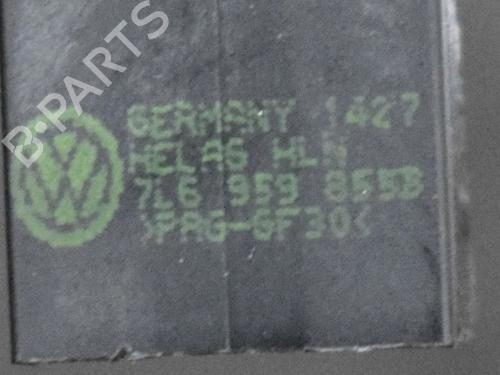 B-PARTS
GERMANY 1427
HELAG HLN
7L6 959 855B
>PAG-GF30<